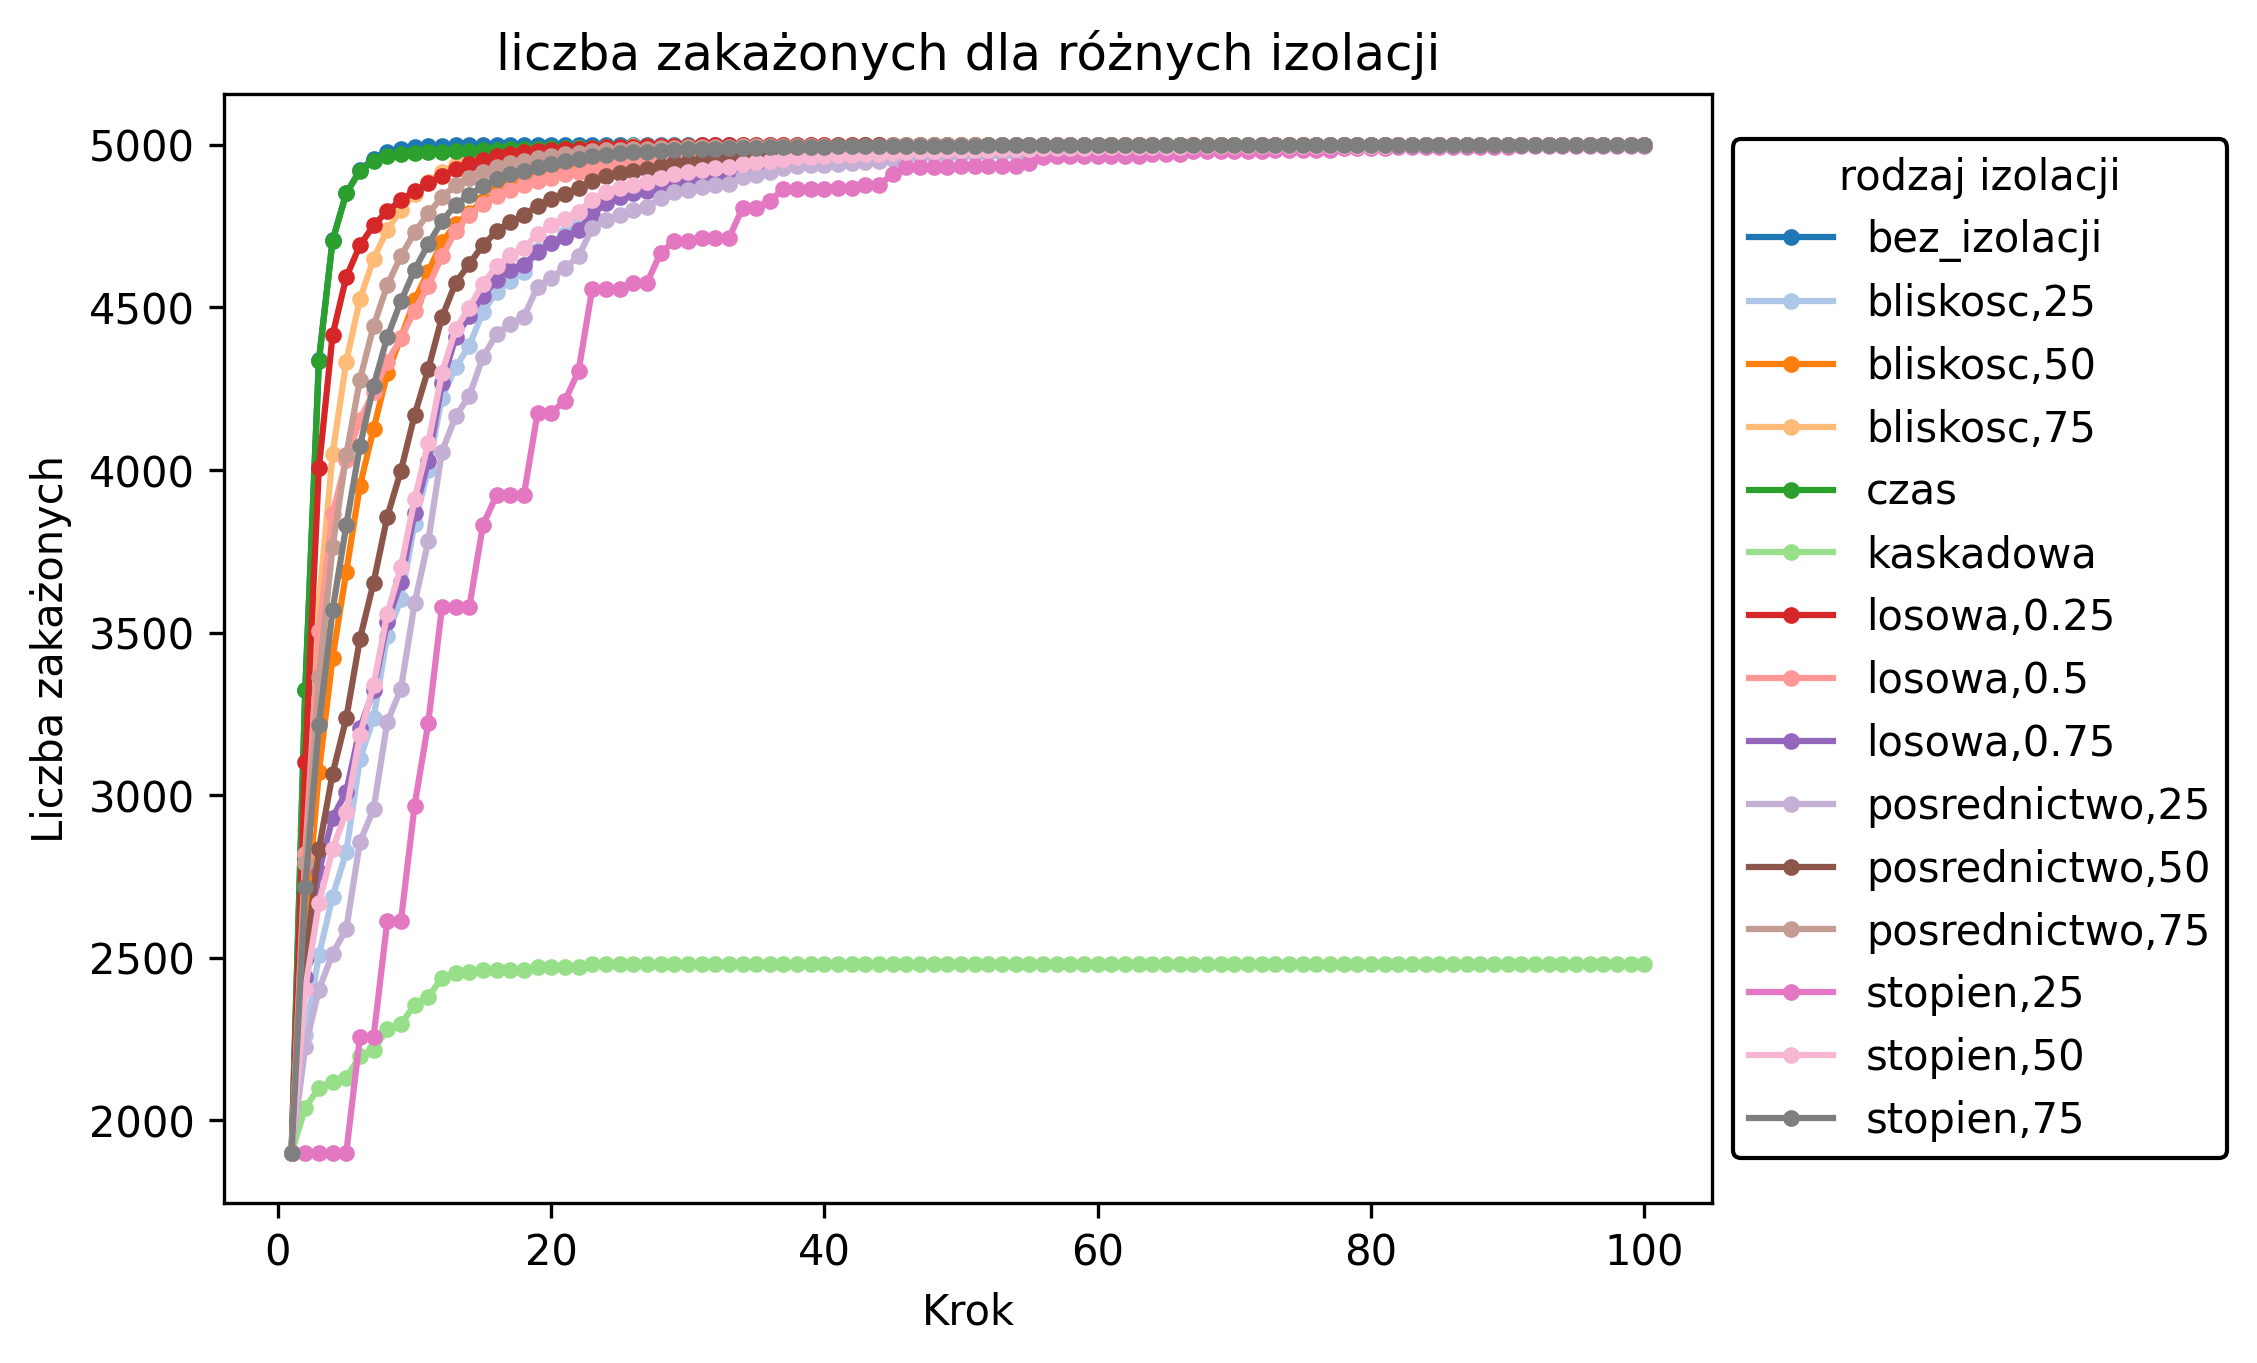 liczba zakażonych dla różnych izolacji
Liczba zakażonych
5000
4500
4000
3500
3000
2500
2000
0
20
40
60
80
100
Krok
rodzaj izolacji
bez_izolacji
bliskosc,25
bliskosc,50
bliskosc,75
czas
kaskadowa
losowa,0.25
losowa,0.5
losowa,0.75
posrednictwo,25
posrednictwo,50
posrednictwo,75
stopien,25
stopien,50
stopien,75